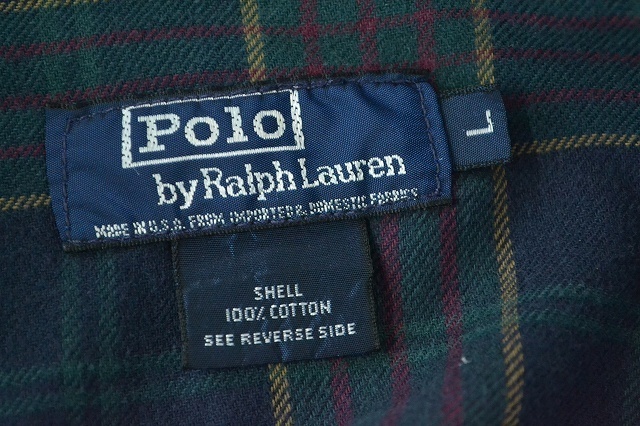 Polo
by Ralph Lauren
MADE IN U.S.A. FROM IMPORTED & DOMESTIC FABRICS
L
SHELL
100% COTTON
SEE REVERSE SIDE